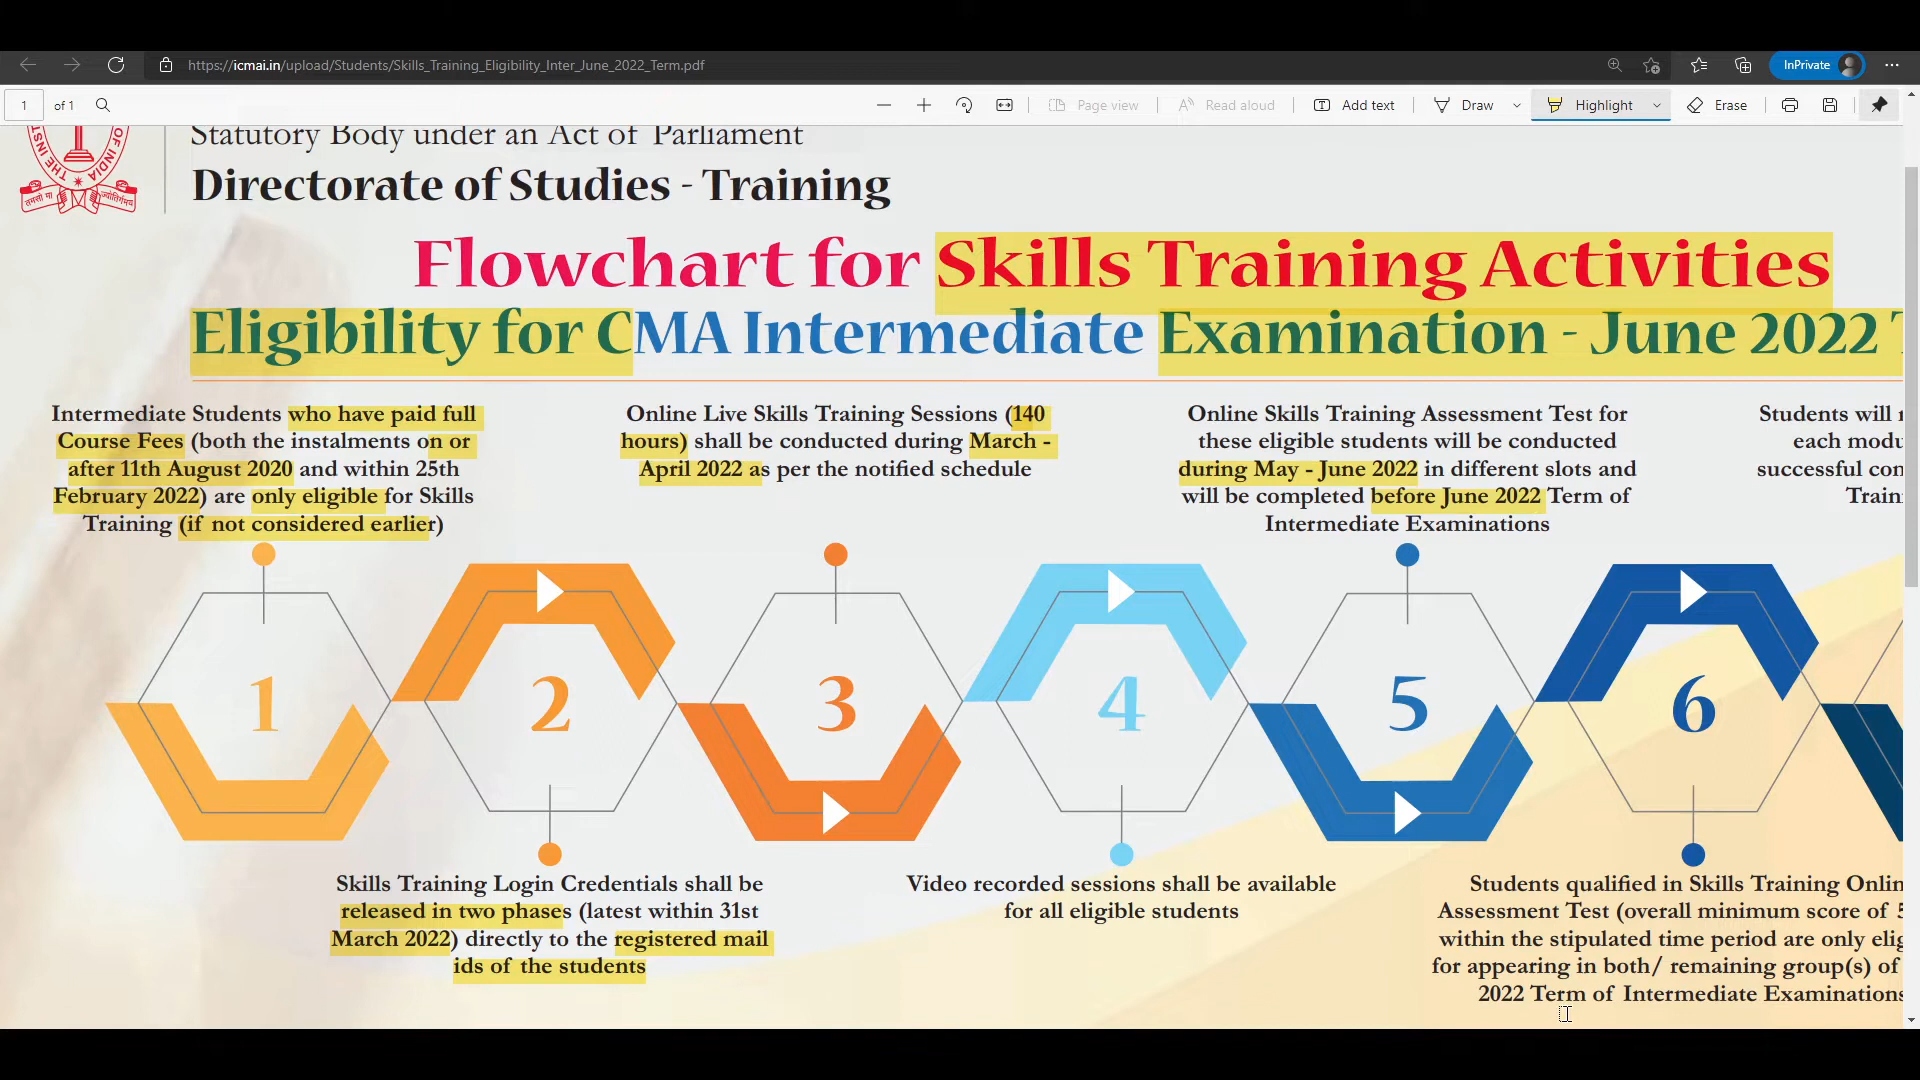 https://icmai.in/upload/Students/Skills_Training_Eligibility_Inter_June_2022_Term.pdf
InPrivate
1 of 1
Page view
Read aloud
Add text
Draw
Highlight
Erase
OF INDIA
THE INS
तमसो मा
ज्योतिर्गमय
Statutory Body under an Act of Parliament
Directorate of Studies - Training
Flowchart for Skills Training Activities
Eligibility for CMA Intermediate Examination - June 2022 T
Intermediate Students who have paid full
Course Fees (both the instalments on or
after 11th August 2020 and within 25th
February 2022) are only eligible for Skills
Training (if not considered earlier)
Online Live Skills Training Sessions (140
hours) shall be conducted during March -
April 2022 as per the notified schedule
Online Skills Training Assessment Test for
these eligible students will be conducted
during May - June 2022 in different slots and
will be completed before June 2022 Term of
Intermediate Examinations
Students will
each modu
successful con
Train
1
2
3
4
5
6
Skills Training Login Credentials shall be
released in two phases (latest within 31st
March 2022) directly to the registered mail
ids of the students
Video recorded sessions shall be available
for all eligible students
Students qualified in Skills Training Onlin
Assessment Test (overall minimum score of
within the stipulated time period are only elig
for appearing in both/ remaining group(s) of
2022 Term of Intermediate Examinations